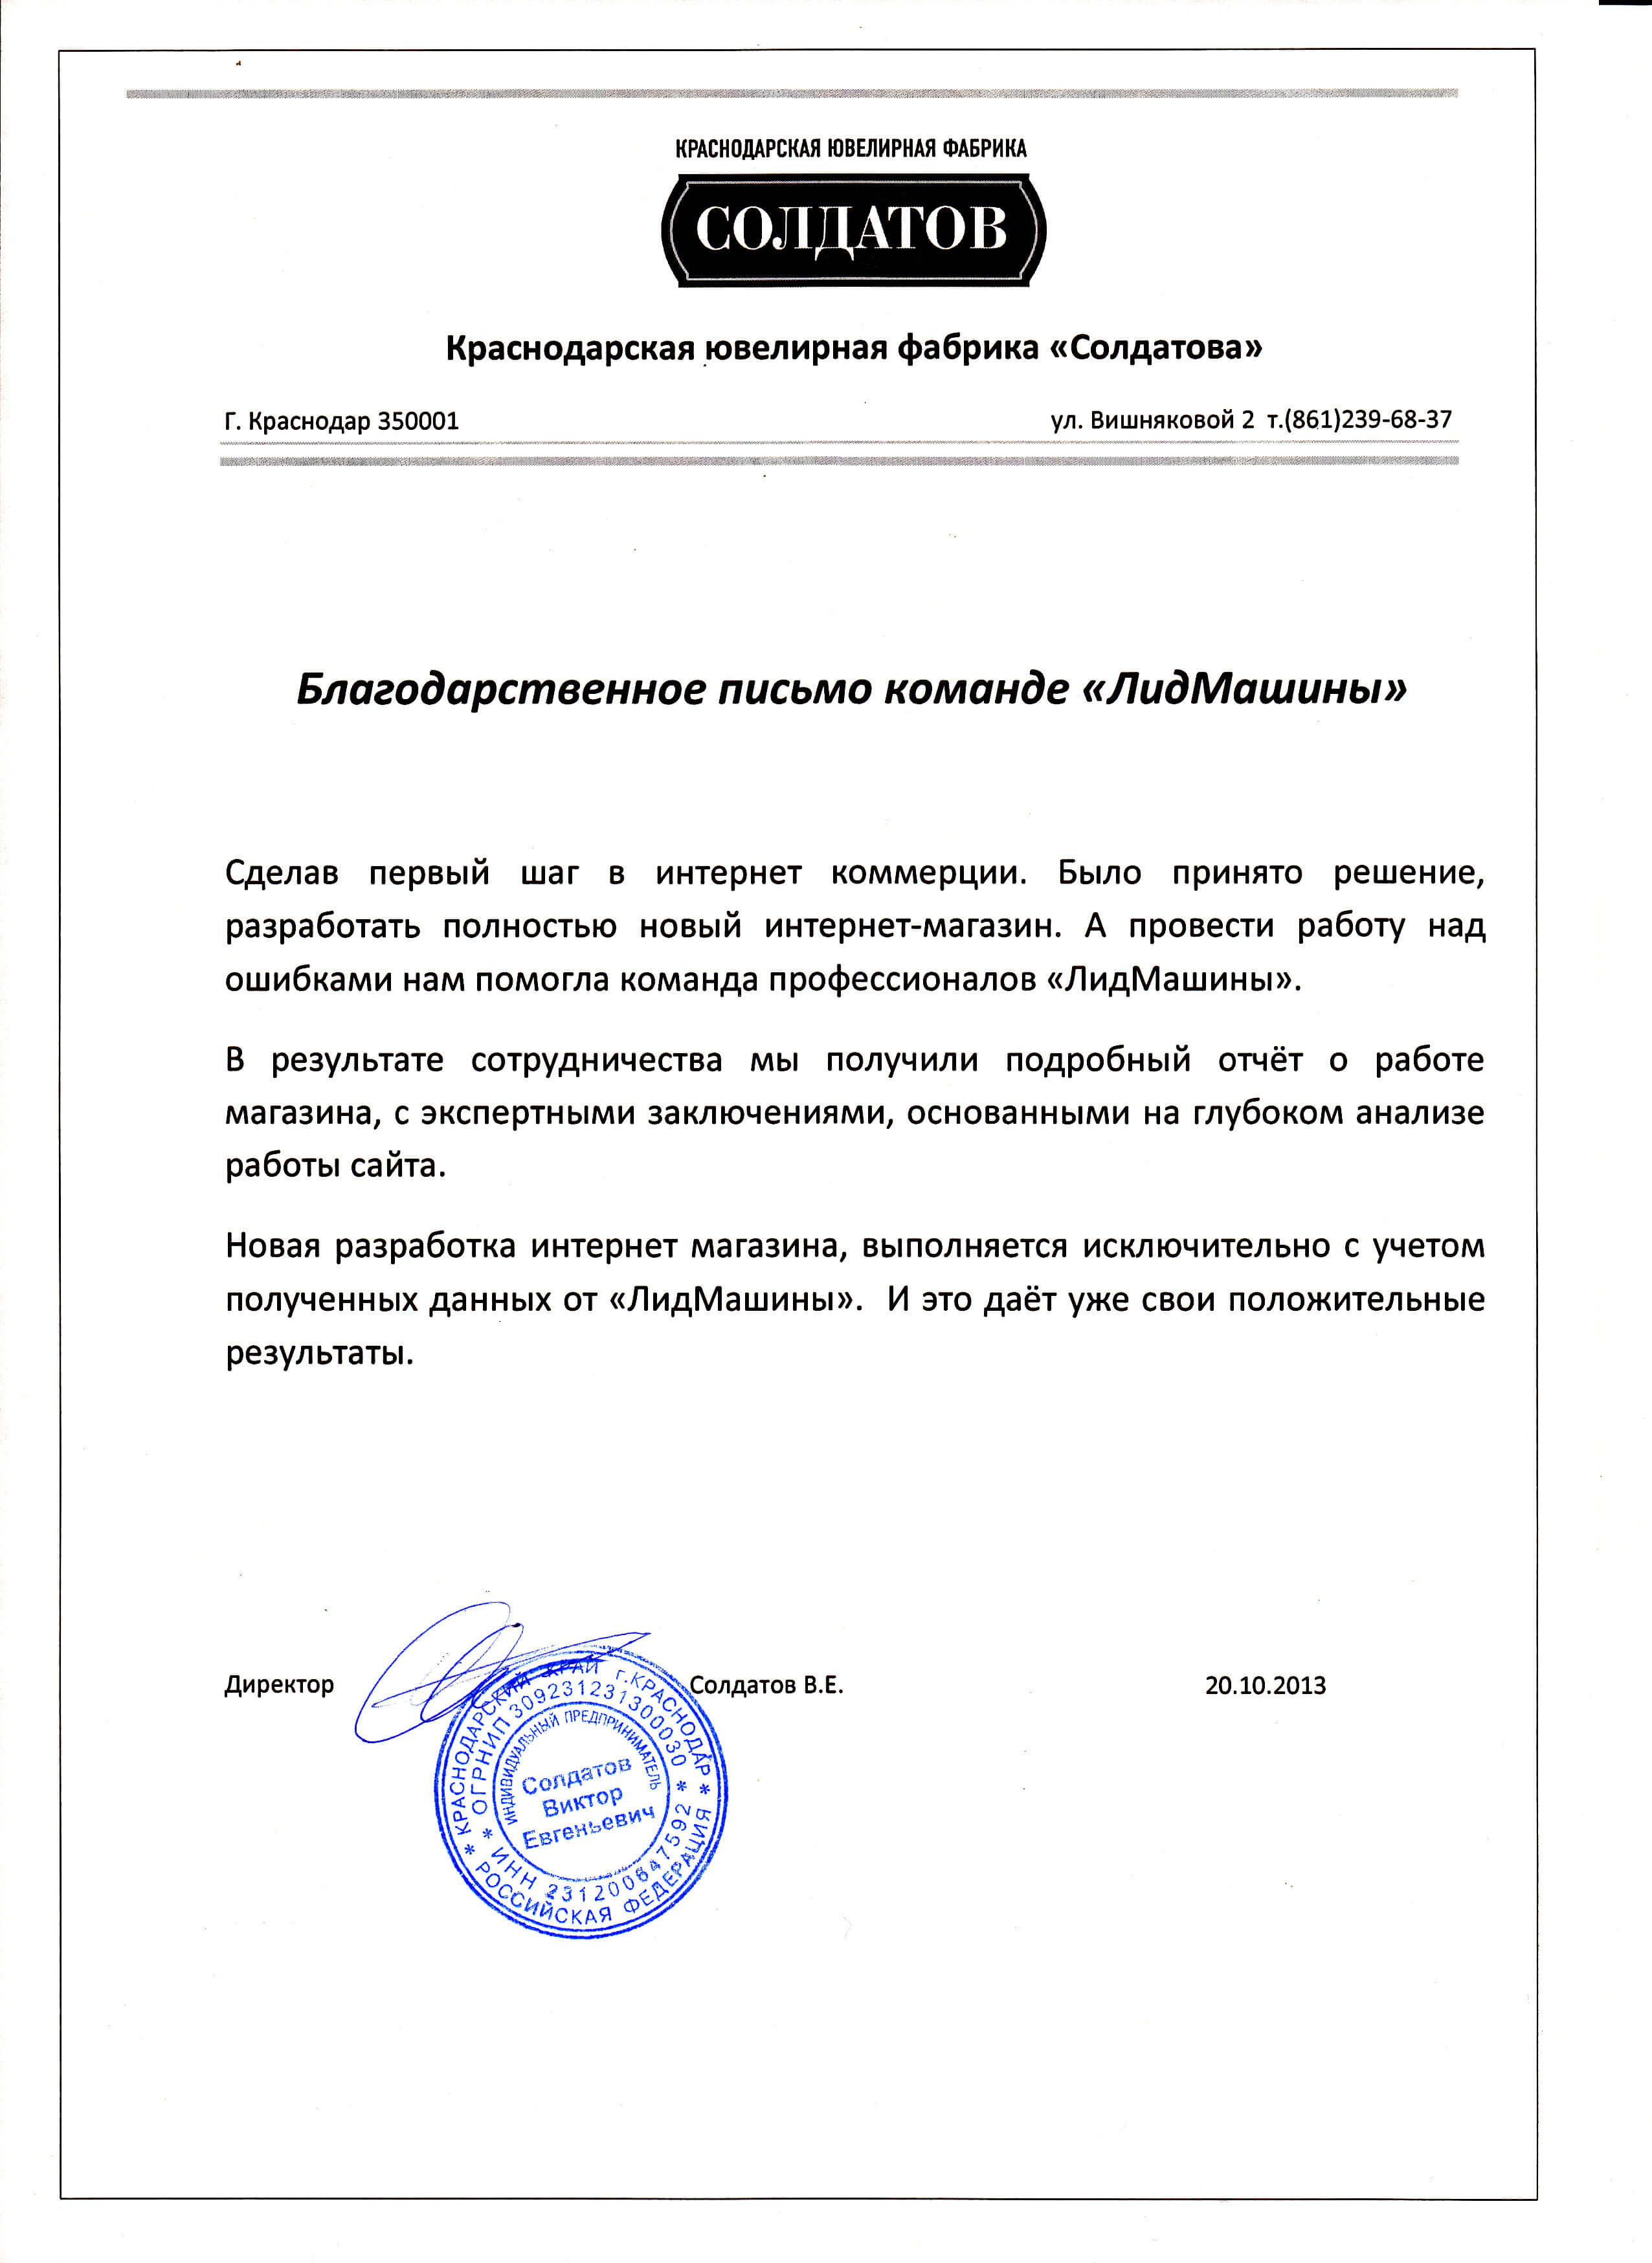 КРАСНОДАРСКАЯ ЮВЕЛИРНАЯ ФАБРИКА
СОЛДАТОВ
Краснодарская ювелирная фабрика «Солдатова»
Г. Краснодар 350001 ул. Вишняковой 2 т.(861)239-68-37
Благодарственное письмо команде «ЛидМашины»
Сделав первый шаг в интернет коммерции. Было принято решение,
разработать полностью новый интернет-магазин. А провести работу над
ошибками нам помогла команда профессионалов «ЛидМашины».
В результате сотрудничества мы получили подробный отчёт о работе
магазина, с экспертными заключениями, основанными на глубоком анализе
работы сайта.
Новая разработка интернет магазина, выполняется исключительно с учетом
полученных данных от «ЛидМашины». И это даёт уже свои положительные
результаты.
Директор Солдатов В.Е. 20.10.2013
* КРАСНОДАРСКИЙ КРАЙ г.КРАСНОДАР *
РОССИЙСКАЯ ФЕДЕРАЦИЯ
* ОГРНИП 309231231300030 *
ИНН 231200847592
ИНДИВИДУАЛЬНЫЙ ПРЕДПРИНИМАТЕЛЬ
Солдатов
Виктор
Евгеньевич